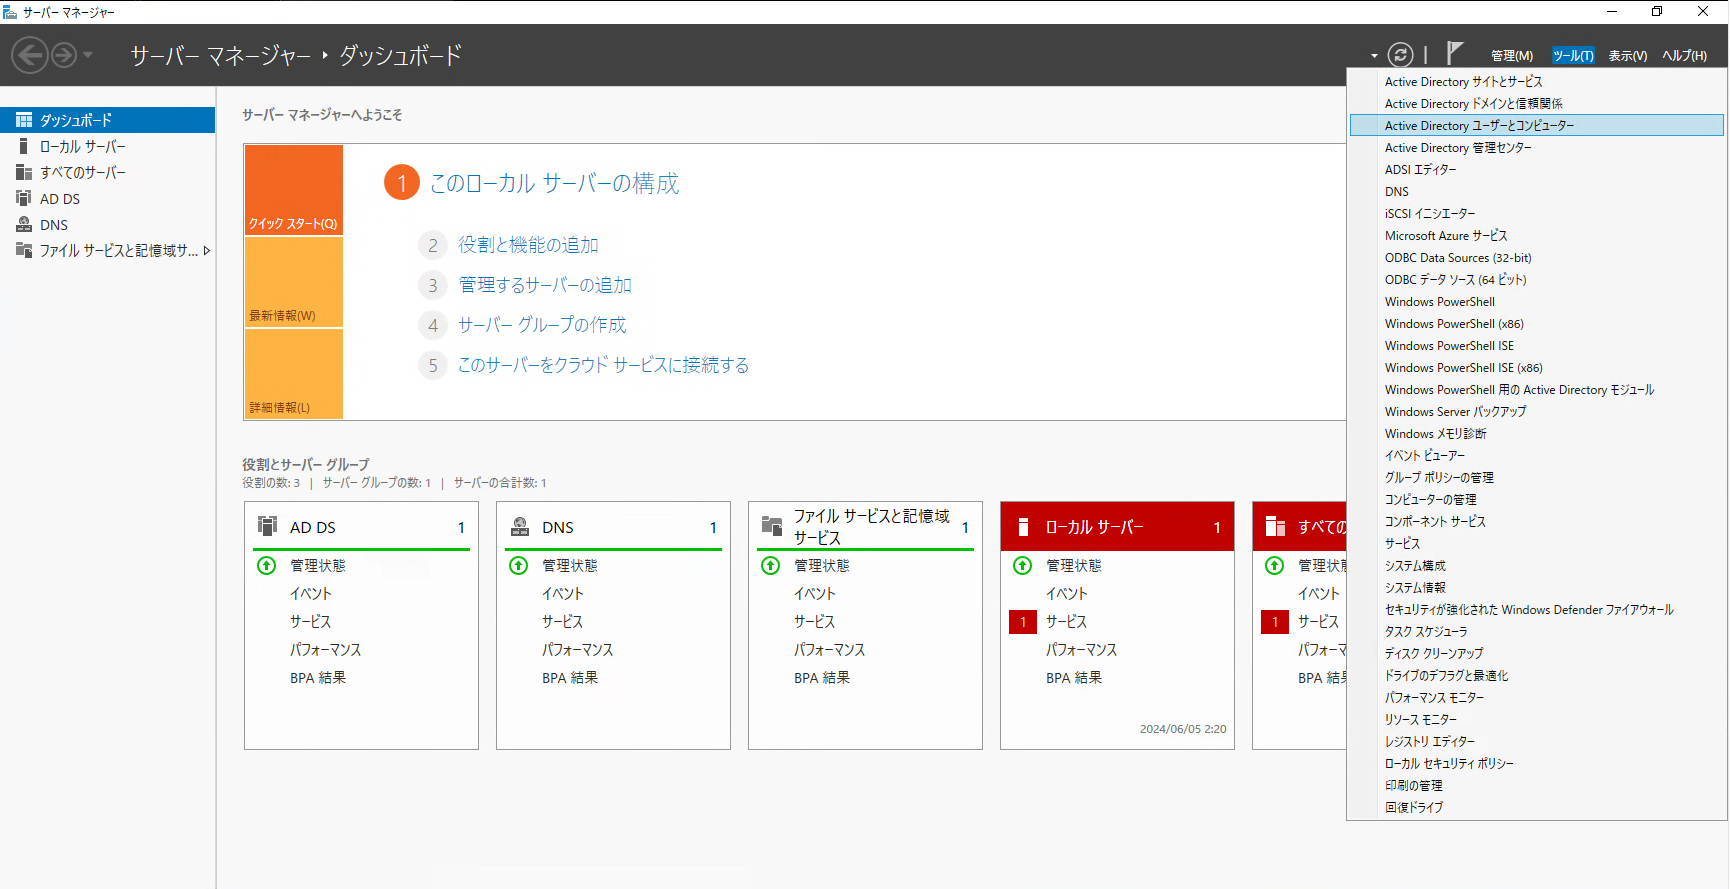 サーバー マネージャー
サーバー マネージャー ・ ダッシュボード
管理(M) ツール(T) 表示(V) ヘルプ(H)
ダッシュボード
ローカル サーバー
すべてのサーバー
AD DS
DNS
ファイル サービスと記憶域サ...
サーバー マネージャーへようこそ
クイック スタート(Q)
最新情報(W)
詳細情報(L)
1 このローカル サーバーの構成
2 役割と機能の追加
3 管理するサーバーの追加
4 サーバー グループの作成
5 このサーバーをクラウド サービスに接続する
役割とサーバー グループ
役割の数: 3 | サーバー グループの数: 1 | サーバーの合計数: 1
AD DS 1
管理状態
イベント
サービス
パフォーマンス
BPA 結果
DNS 1
管理状態
イベント
サービス
パフォーマンス
BPA 結果
ファイル サービスと記憶域
サービス 1
管理状態
イベント
サービス
パフォーマンス
BPA 結果
ローカル サーバー 1
管理状態
イベント
1 サービス
パフォーマンス
BPA 結果
2024/06/05 2:20
すべての
管理状態
イベント
1 サービス
パフォーマ
BPA 結果
Active Directory サイトとサービス
Active Directory ドメインと信頼関係
Active Directory ユーザーとコンピューター
Active Directory 管理センター
ADSI エディター
DNS
iSCSI イニシエーター
Microsoft Azure サービス
ODBC Data Sources (32-bit)
ODBC データ ソース (64 ビット)
Windows PowerShell
Windows PowerShell (x86)
Windows PowerShell ISE
Windows PowerShell ISE (x86)
Windows PowerShell 用の Active Directory モジュール
Windows Server バックアップ
Windows メモリ診断
イベント ビューアー
グループ ポリシーの管理
コンピューターの管理
コンポーネント サービス
サービス
システム構成
システム情報
セキュリティが強化された Windows Defender ファイアウォール
タスク スケジューラ
ディスク クリーンアップ
ドライブのデフラグと最適化
パフォーマンス モニター
リソース モニター
レジストリ エディター
ローカル セキュリティ ポリシー
印刷の管理
回復ドライブ